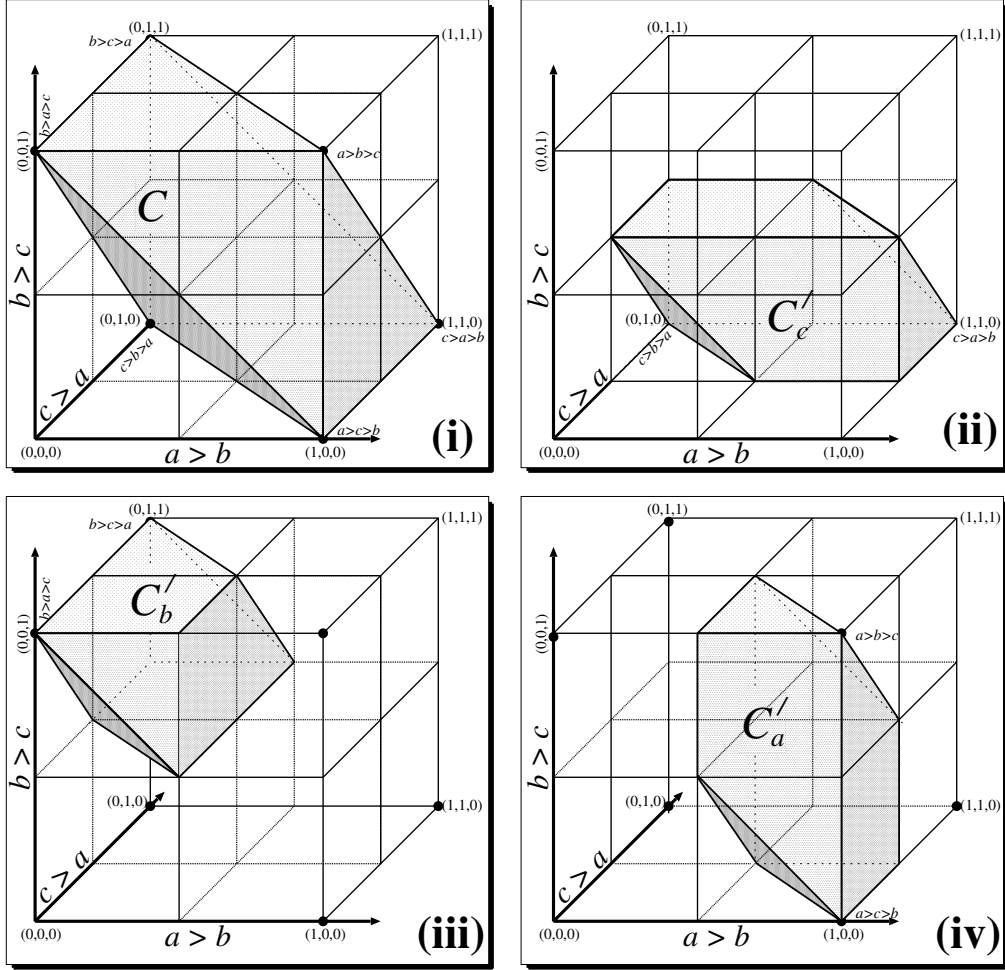 (0,1,1)
b>c>a
(1,1,1)
b>a>c
(0,0,1)
a>b>c
C
b > c
(0,1,0)
c>b>a
(1,1,0)
c>a>b
c > a
a>c>b
(i)
(0,0,0)
a > b
(1,0,0)
(0,1,1)
(1,1,1)
(0,0,1)
b > c
C′c
(0,1,0)
c>b>a
(1,1,0)
c>a>b
c > a
(ii)
(0,0,0)
a > b
(1,0,0)
(0,1,1)
b>c>a
(1,1,1)
b>a>c
C′b
(0,0,1)
b > c
(0,1,0)
(1,1,0)
c > a
(iii)
(0,0,0)
a > b
(1,0,0)
(0,1,1)
(1,1,1)
(0,0,1)
a>b>c
C′a
b > c
(0,1,0)
(1,1,0)
c > a
a>c>b
(iv)
(0,0,0)
a > b
(1,0,0)